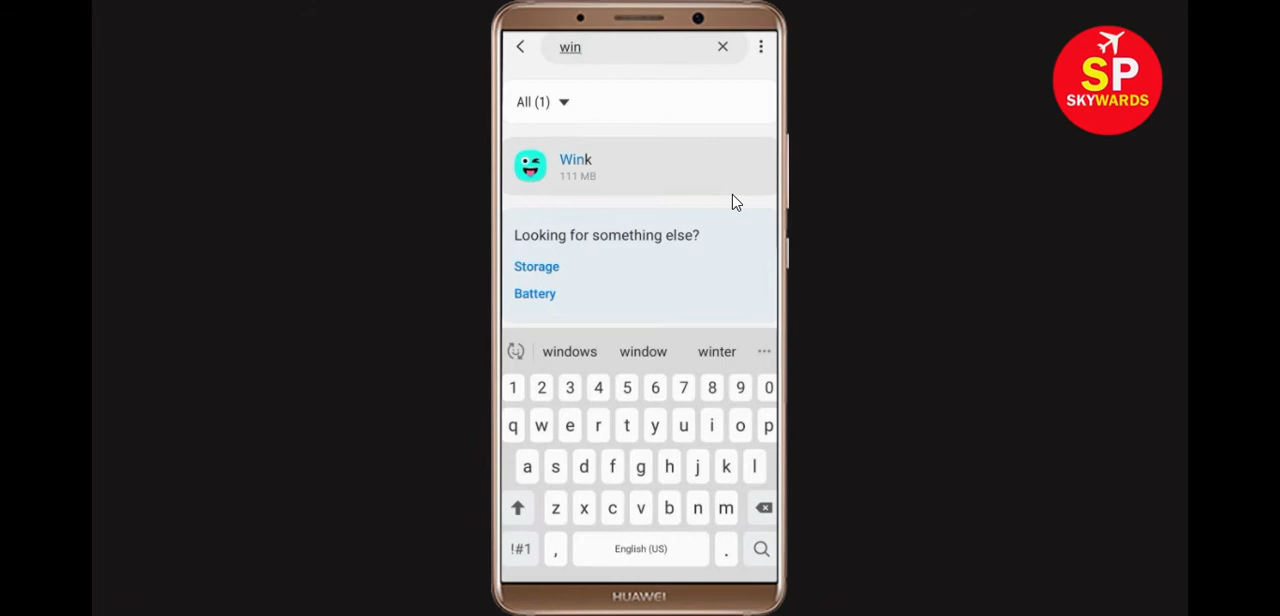 win
All (1)
Wink
111 MB
Looking for something else?
Storage
Battery
windows window winter
1 2 3 4 5 6 7 8 9 0
q w e r t y u i o p
a s d f g h j k l
z x c v b n m
!#1 , English (US) .
HUAWEI
SP
SKYWARDS